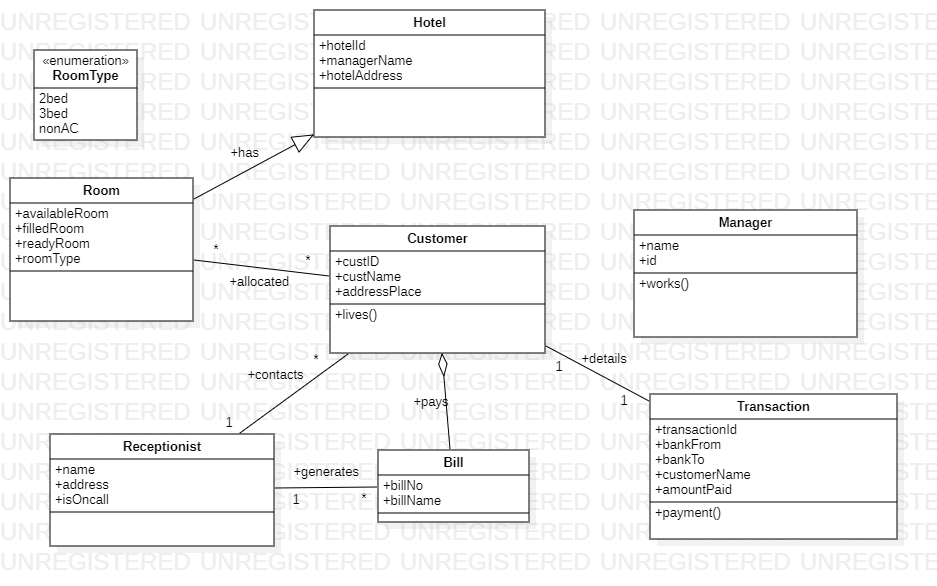 Hotel
+hotelId
+managerName
+hotelAddress
«enumeration»
RoomType
2bed
3bed
nonAC
+has
Room
+availableRoom
+filledRoom
+readyRoom
+roomType
*
*
+allocated
Customer
+custID
+custName
+addressPlace
+lives()
Manager
+name
+id
+works()
*
+contacts
1
+pays
+details
1
1
Transaction
+transactionId
+bankFrom
+bankTo
+customerName
+amountPaid
+payment()
Receptionist
+name
+address
+isOncall
+generates
1
*
Bill
+billNo
+billName
UNREGISTERED UNREGISTERED UNREGISTERED UNREGISTERED UNREGISTE